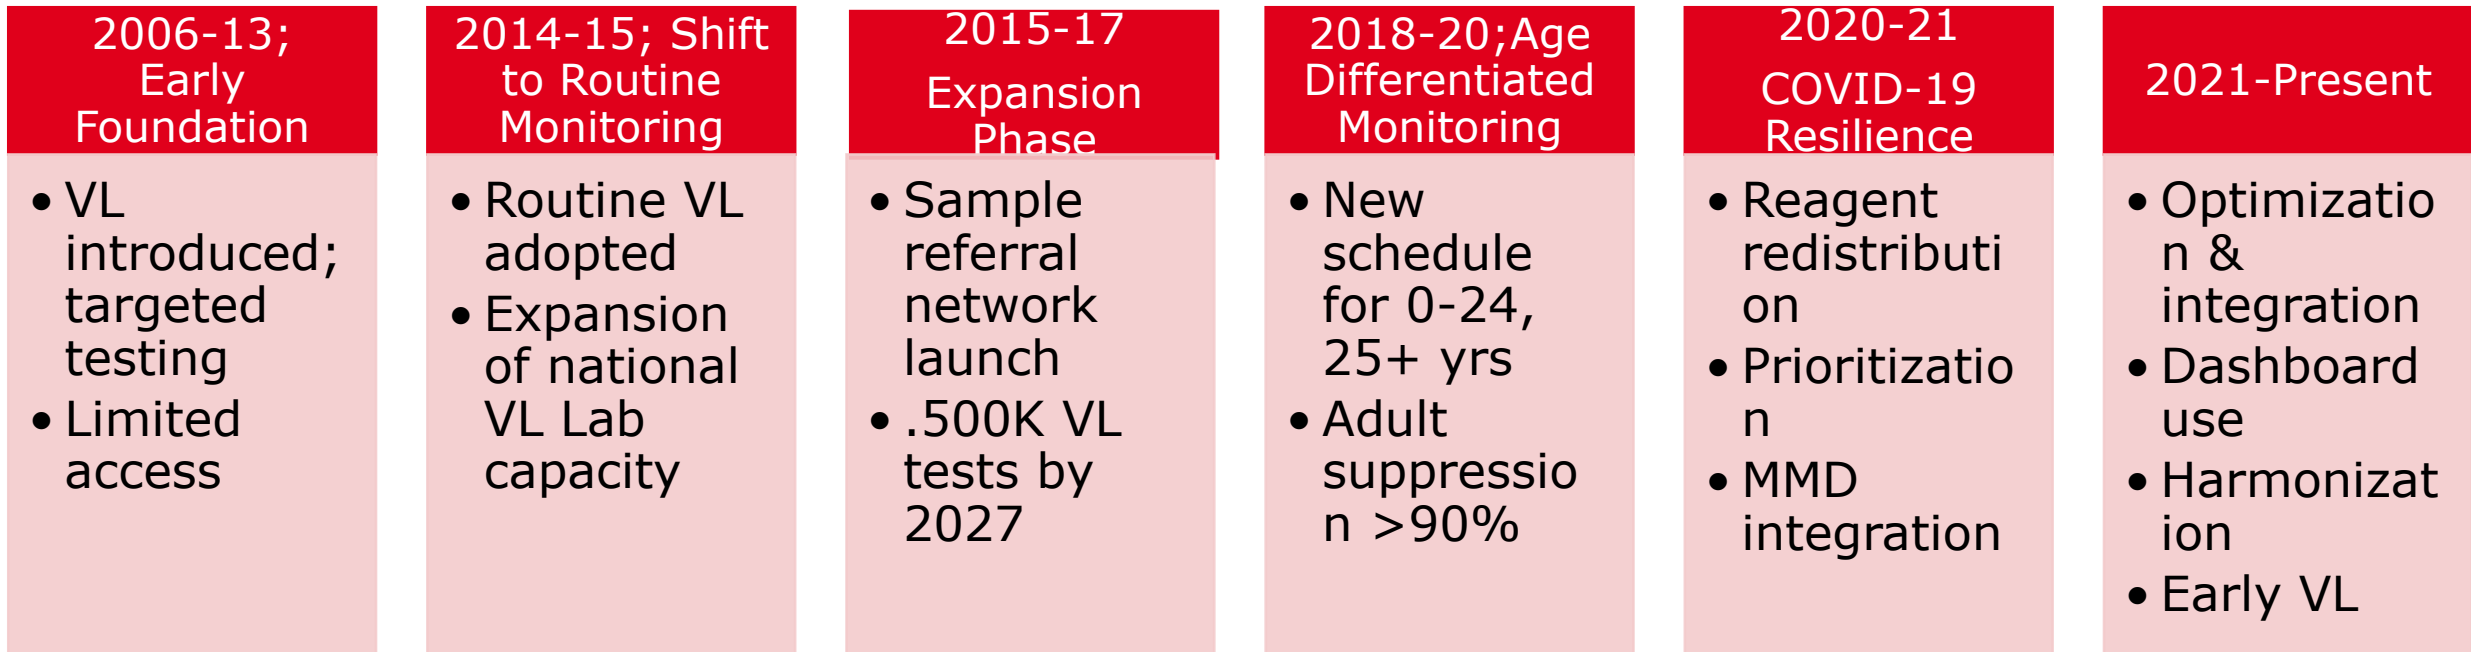 2006-13;
Early
Foundation
• VL
introduced;
targeted
testing
• Limited
access
2014-15; Shift
to Routine
Monitoring
• Routine VL
adopted
• Expansion
of national
VL Lab
capacity
2015-17
Expansion
Phase
• Sample
referral
network
launch
• .500K VL
tests by
2027
2018-20;Age
Differentiated
Monitoring
• New
schedule
for 0-24,
25+ yrs
• Adult
suppressio
n >90%
2020-21
COVID-19
Resilience
• Reagent
redistributi
on
• Prioritizatio
n
• MMD
integration
2021-Present
• Optimizatio
n &
integration
• Dashboard
use
• Harmonizat
ion
• Early VL